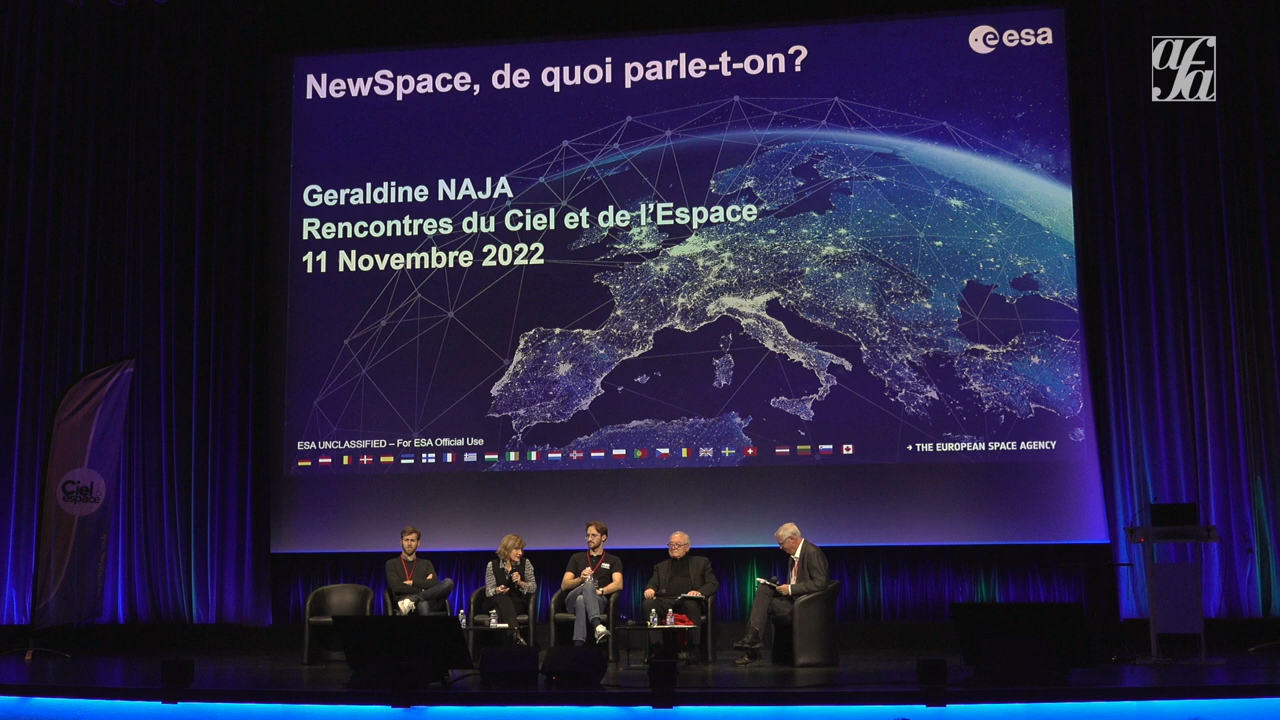 esa
afa
NewSpace, de quoi parle-t-on?
Geraldine NAJA
Rencontres du Ciel et de l'Espace
11 Novembre 2022
ESA UNCLASSIFIED – For ESA Official Use
→ THE EUROPEAN SPACE AGENCY
Ciel
espace